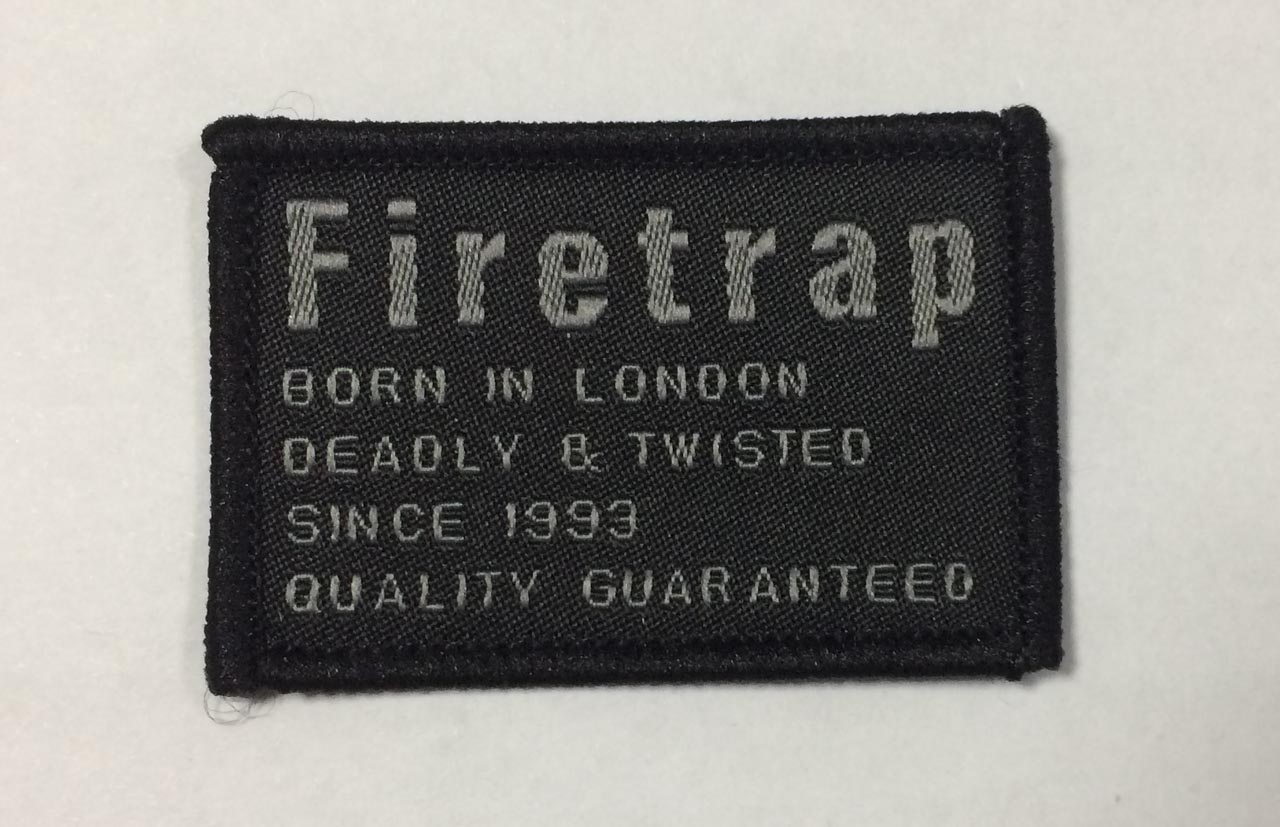 Firetrap
BORN IN LONDON
DEADLY & TWISTED
SINCE 1993
QUALITY GUARANTEED